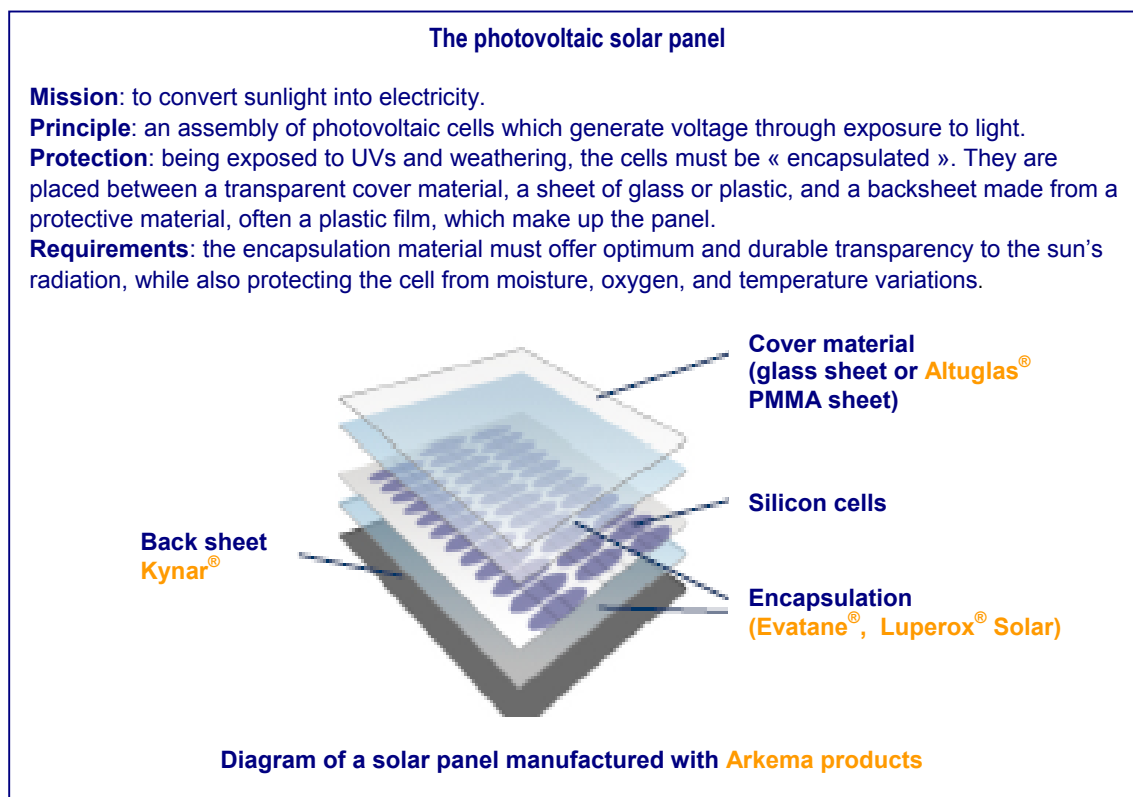 The photovoltaic solar panel
Mission: to convert sunlight into electricity.
Principle: an assembly of photovoltaic cells which generate voltage through exposure to light.
Protection: being exposed to UVs and weathering, the cells must be « encapsulated ». They are
placed between a transparent cover material, a sheet of glass or plastic, and a backsheet made from a
protective material, often a plastic film, which make up the panel.
Requirements: the encapsulation material must offer optimum and durable transparency to the sun's
radiation, while also protecting the cell from moisture, oxygen, and temperature variations.
Cover material
(glass sheet or Altuglas®
PMMA sheet)
Silicon cells
Back sheet
Kynar®
Encapsulation
(Evatane®, Luperox® Solar)
Diagram of a solar panel manufactured with Arkema products